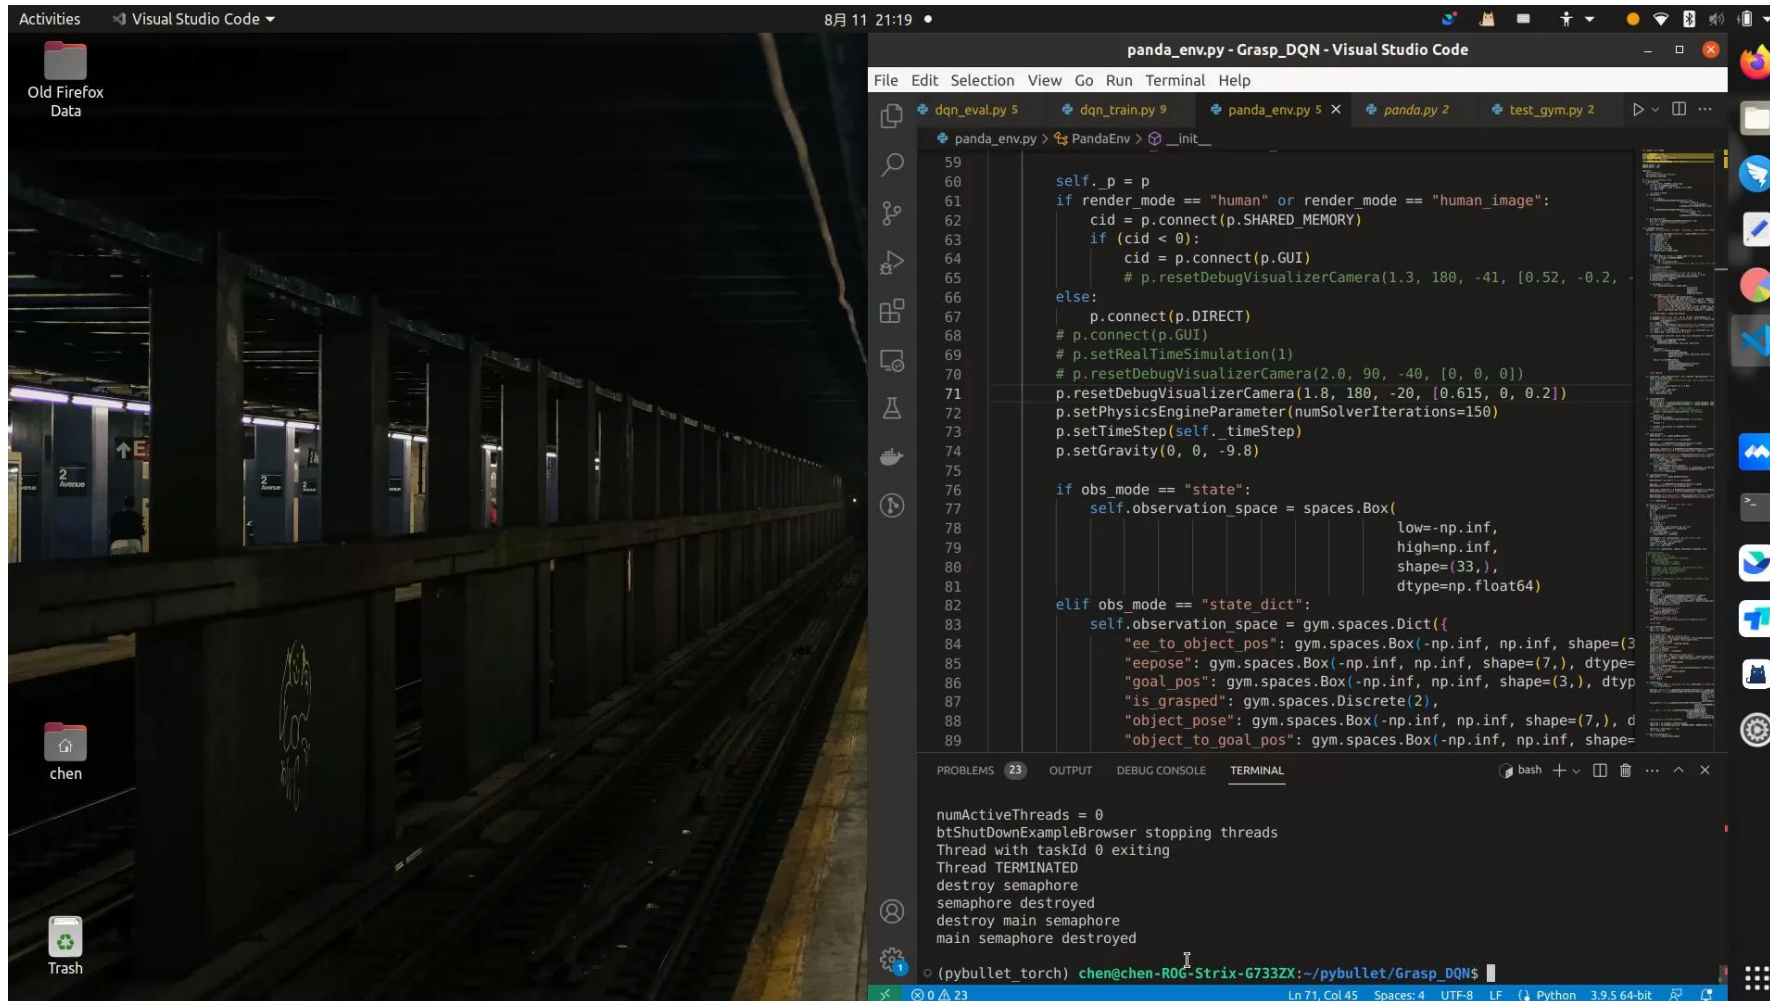 Activities
Visual Studio Code
8月 11 21:19
Old Firefox
Data
2
Avenue
2
Avenue
chen
Trash
panda_env.py - Grasp_DQN - Visual Studio Code
File Edit Selection View Go Run Terminal Help
dqn_eval.py 5 dqn_train.py 9 panda_env.py 5 panda.py 2 test_gym.py 2
panda_env.py > PandaEnv > __init__
59
60 self._p = p
61 if render_mode == "human" or render_mode == "human_image":
62 cid = p.connect(p.SHARED_MEMORY)
63 if (cid < 0):
64 cid = p.connect(p.GUI)
65 # p.resetDebugVisualizerCamera(1.3, 180, -41, [0.52, -0.2, -
66 else:
67 p.connect(p.DIRECT)
68 # p.connect(p.GUI)
69 # p.setRealTimeSimulation(1)
70 # p.resetDebugVisualizerCamera(2.0, 90, -40, [0, 0, 0])
71 p.resetDebugVisualizerCamera(1.8, 180, -20, [0.615, 0, 0.2])
72 p.setPhysicsEngineParameter(numSolverIterations=150)
73 p.setTimeStep(self._timeStep)
74 p.setGravity(0, 0, -9.8)
75
76 if obs_mode == "state":
77 self.observation_space = spaces.Box(
78 low=-np.inf,
79 high=np.inf,
80 shape=(33,),
81 dtype=np.float64)
82 elif obs_mode == "state_dict":
83 self.observation_space = gym.spaces.Dict({
84 "ee_to_object_pos": gym.spaces.Box(-np.inf, np.inf, shape=(3
85 "eepose": gym.spaces.Box(-np.inf, np.inf, shape=(7,), dtype=
86 "goal_pos": gym.spaces.Box(-np.inf, np.inf, shape=(3,), dtyp
87 "is_grasped": gym.spaces.Discrete(2),
88 "object_pose": gym.spaces.Box(-np.inf, np.inf, shape=(7,), d
89 "object_to_goal_pos": gym.spaces.Box(-np.inf, np.inf, shape=
PROBLEMS 23 OUTPUT DEBUG CONSOLE TERMINAL bash
numActiveThreads = 0
btShutDownExampleBrowser stopping threads
Thread with taskId 0 exiting
Thread TERMINATED
destroy semaphore
semaphore destroyed
destroy main semaphore
main semaphore destroyed
(pybullet_torch) chen@chen-ROG-Strix-G733ZX:~/pybullet/Grasp_DQN$
1
0 23 Ln 71, Col 45 Spaces: 4 UTF-8 LF Python 3.9.5 64-bit